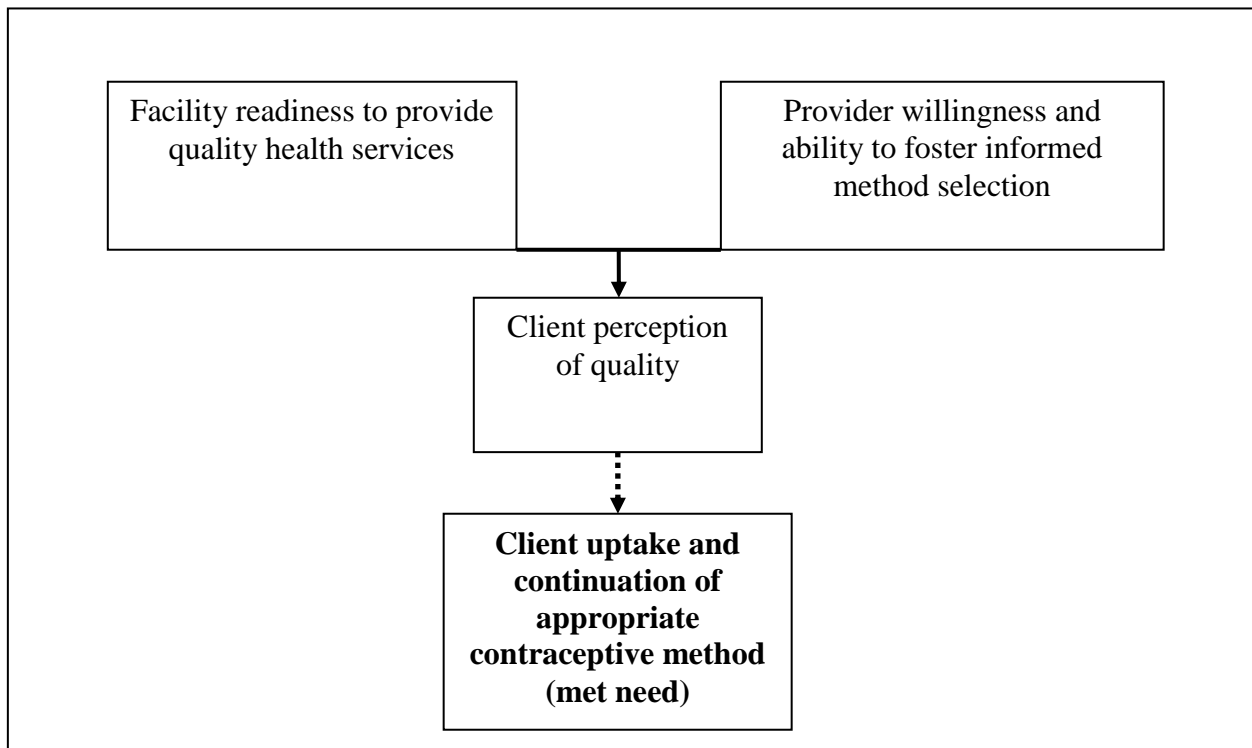 Facility readiness to provide
quality health services
Provider willingness and
ability to foster informed
method selection
Client perception
of quality
Client uptake and
continuation of
appropriate
contraceptive method
(met need)